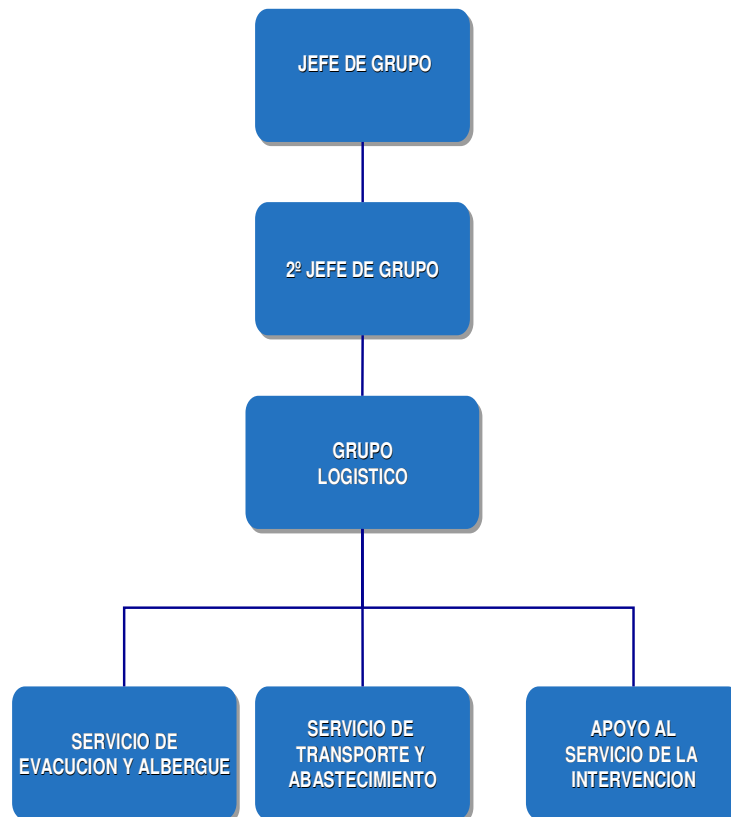 JEFE DE GRUPO
2º JEFE DE GRUPO
GRUPO
LOGISTICO
SERVICIO DE
EVACUCION Y ALBERGUE
SERVICIO DE
TRANSPORTE Y
ABASTECIMIENTO
APOYO AL
SERVICIO DE LA
INTERVENCION